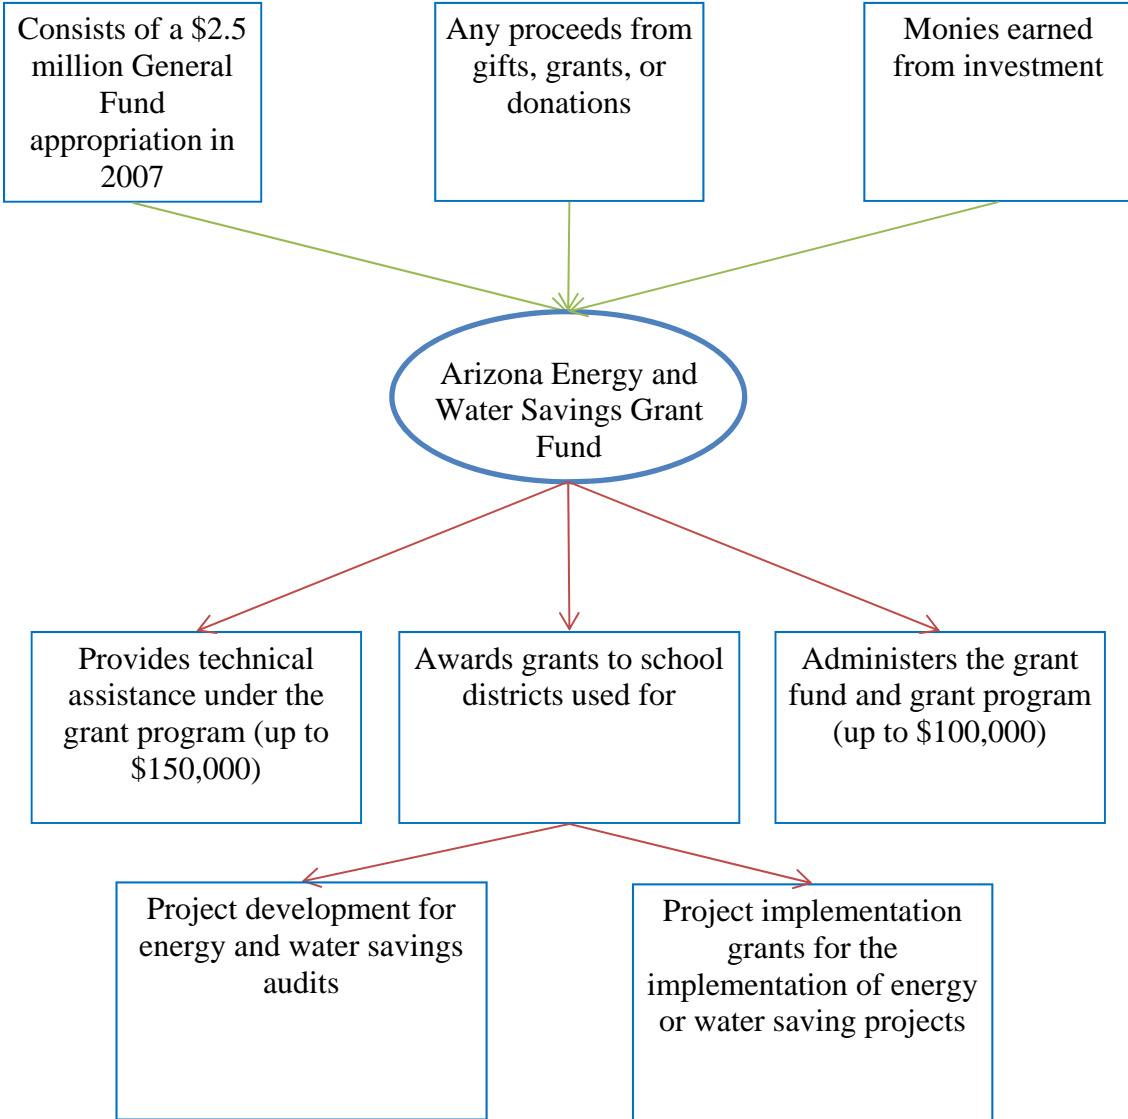 Consists of a $2.5
million General
Fund
appropriation in
2007
Any proceeds from
gifts, grants, or
donations
Monies earned
from investment
Arizona Energy and
Water Savings Grant
Fund
Provides technical
assistance under the
grant program (up to
$150,000)
Awards grants to school
districts used for
Administers the grant
fund and grant program
(up to $100,000)
Project development for
energy and water savings
audits
Project implementation
grants for the
implementation of energy
or water saving projects